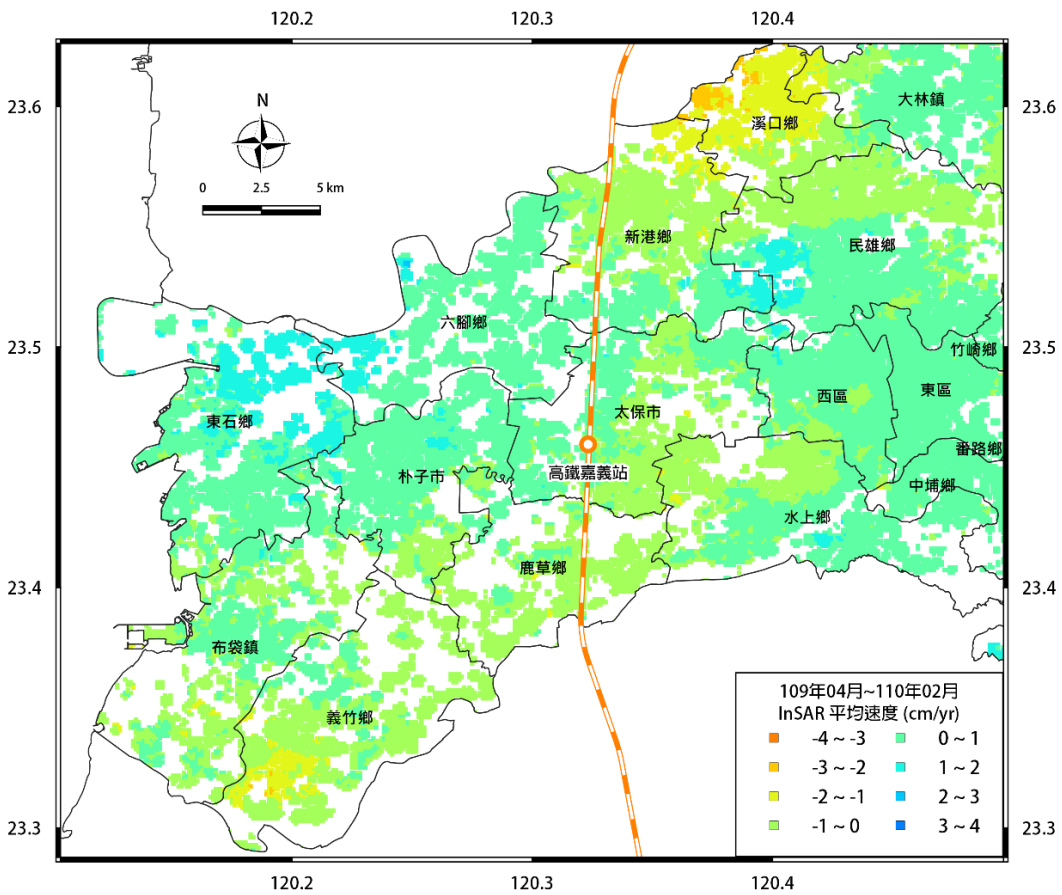 120.2 120.3 120.4
23.6 23.6
大林鎮
溪口鄉
N
0 2.5 5 km
新港鄉
民雄鄉
六腳鄉
23.5 23.5
竹崎鄉
東區
西區
太保市
東石鄉
番路鄉
高鐵嘉義站
朴子市
中埔鄉
水上鄉
鹿草鄉
23.4 23.4
布袋鎮
義竹鄉
109年04月~110年02月
InSAR 平均速度 (cm/yr)
-4 ~ -3 0 ~ 1
-3 ~ -2 1 ~ 2
-2 ~ -1 2 ~ 3
-1 ~ 0 3 ~ 4
23.3 23.3
120.2 120.3 120.4